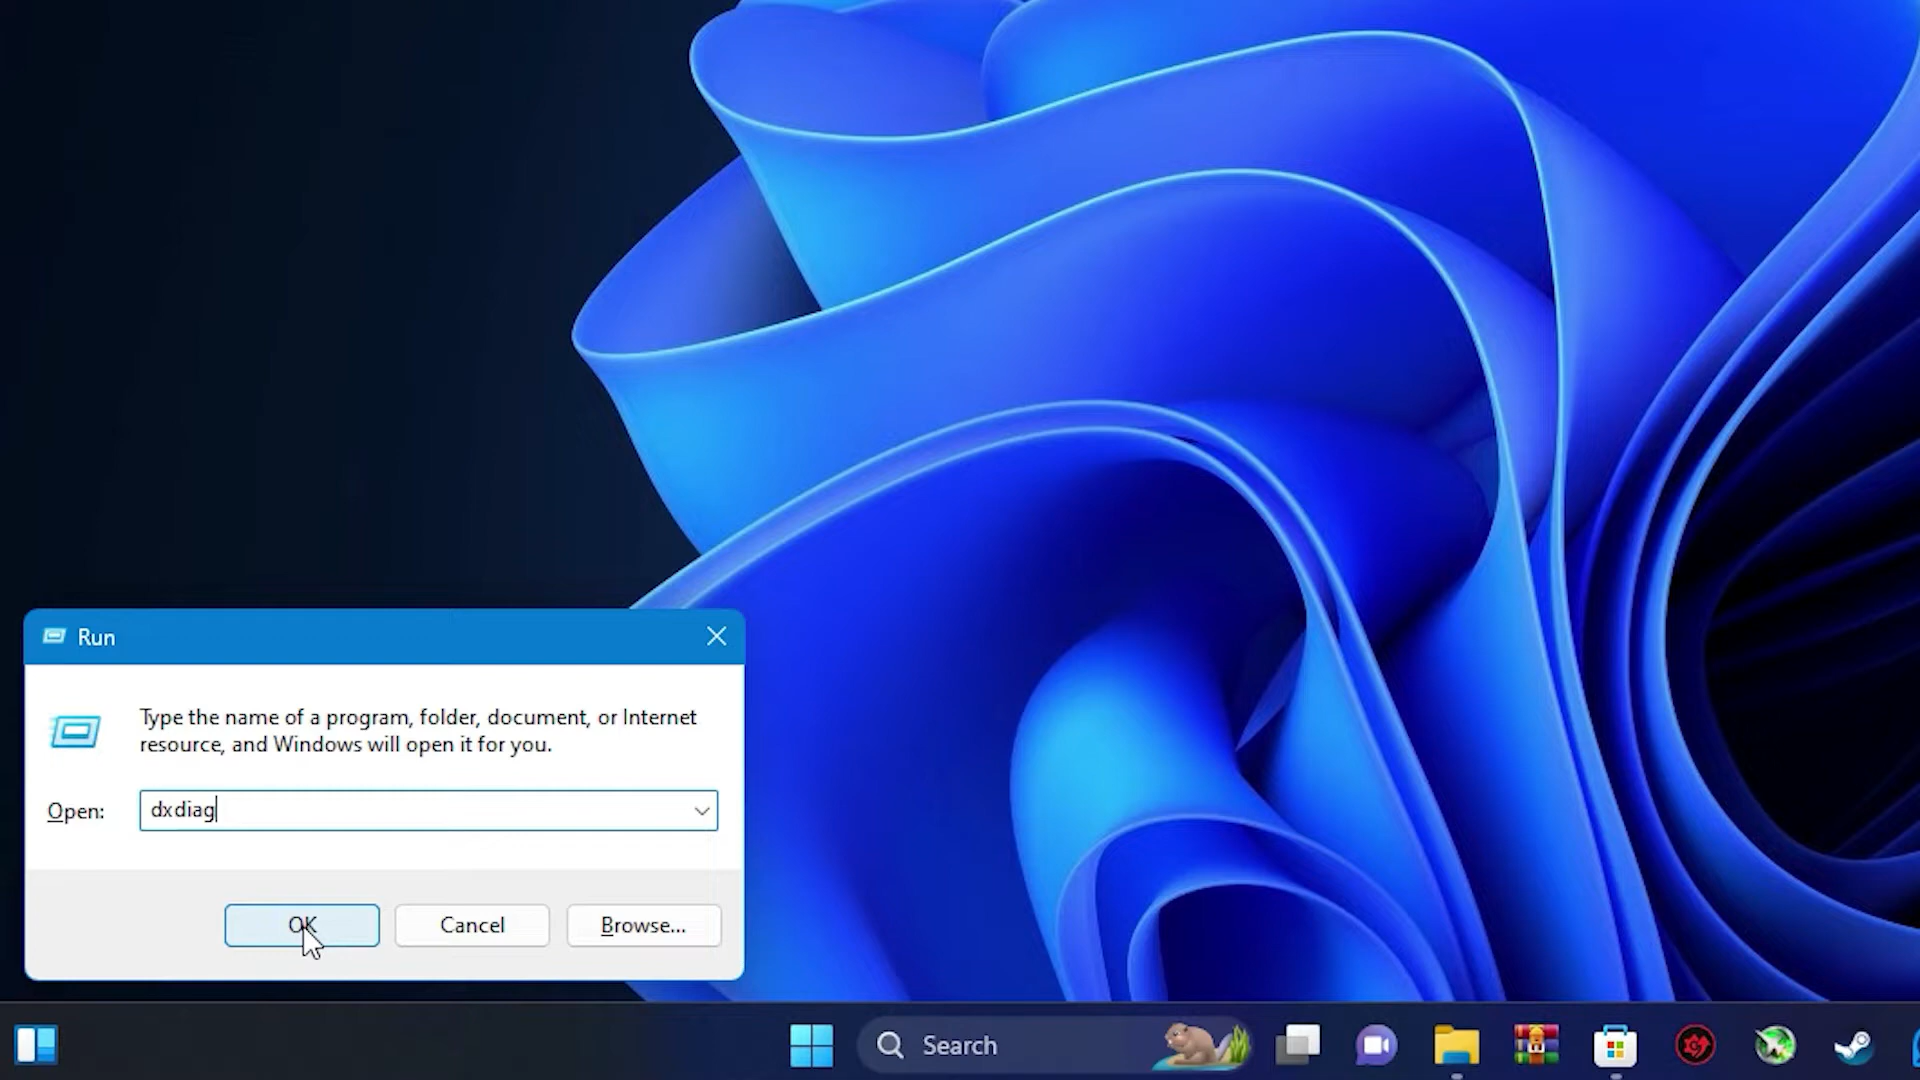 Run
Type the name of a program, folder, document, or Internet
resource, and Windows will open it for you.
Open: dxdiag
OK Cancel Browse...
Search